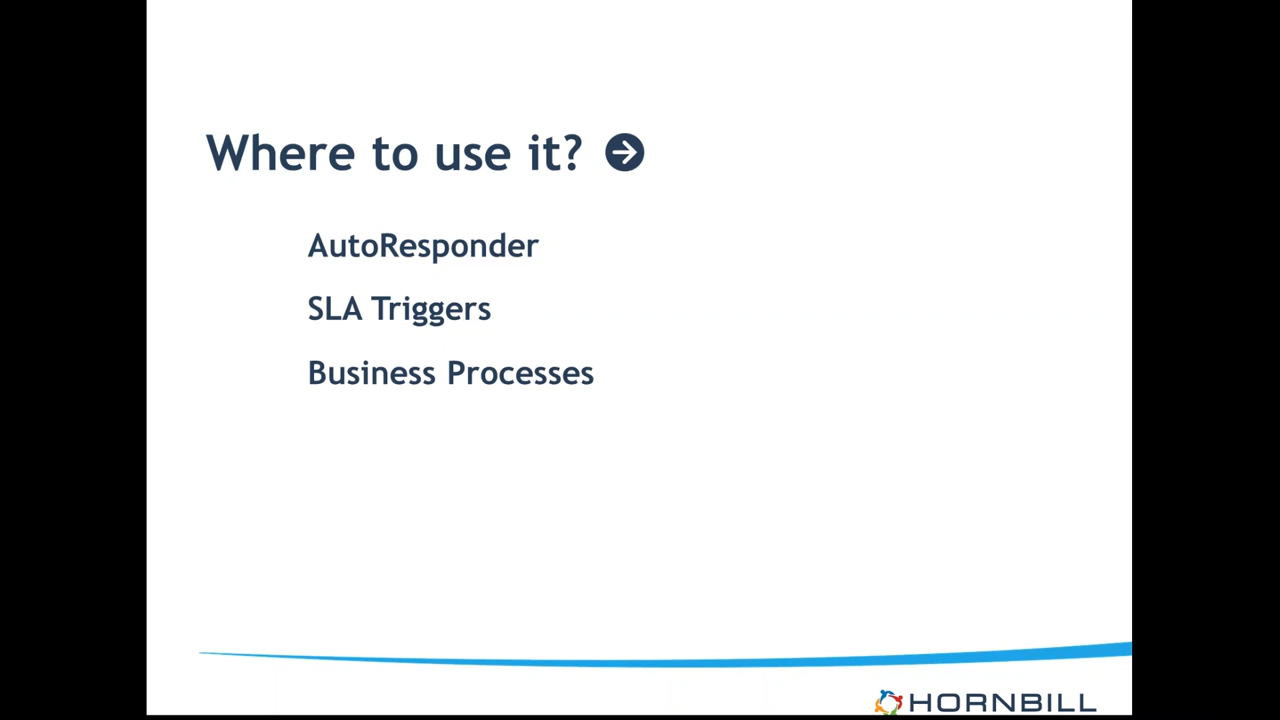 Where to use it?
AutoResponder
SLA Triggers
Business Processes
HORNBILL